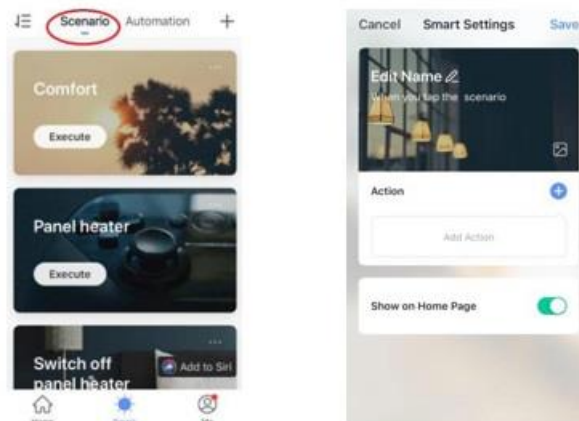 Scenario Automation
Comfort
Execute
Panel heater
Execute
Switch off
panel heater
Add to Siri
Cancel Smart Settings Save
Edit Name
When you tap the scenario
Action
Add Action
Show on Home Page